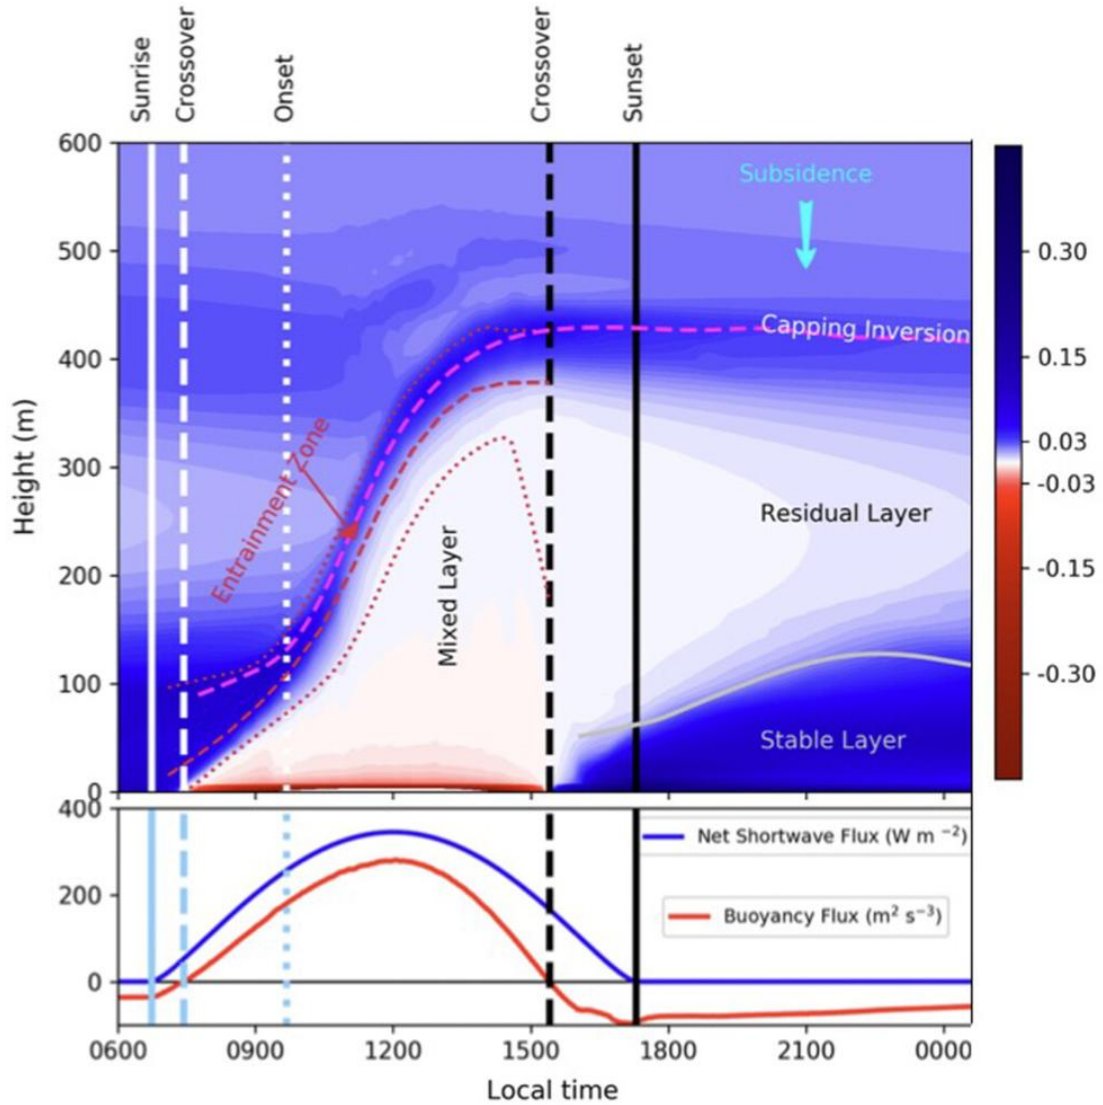 Sunrise
Crossover
Onset
Crossover
Sunset
600
500
400
300
200
100
0
Height (m)
Subsidence
Capping Inversion
Entrainment Zone
Mixed Layer
Residual Layer
Stable Layer
0.30
0.15
0.03
-0.03
-0.15
-0.30
400
200
0
Net Shortwave Flux (W m ⁻²)
Buoyancy Flux (m² s⁻³)
0600 0900 1200 1500 1800 2100 0000
Local time